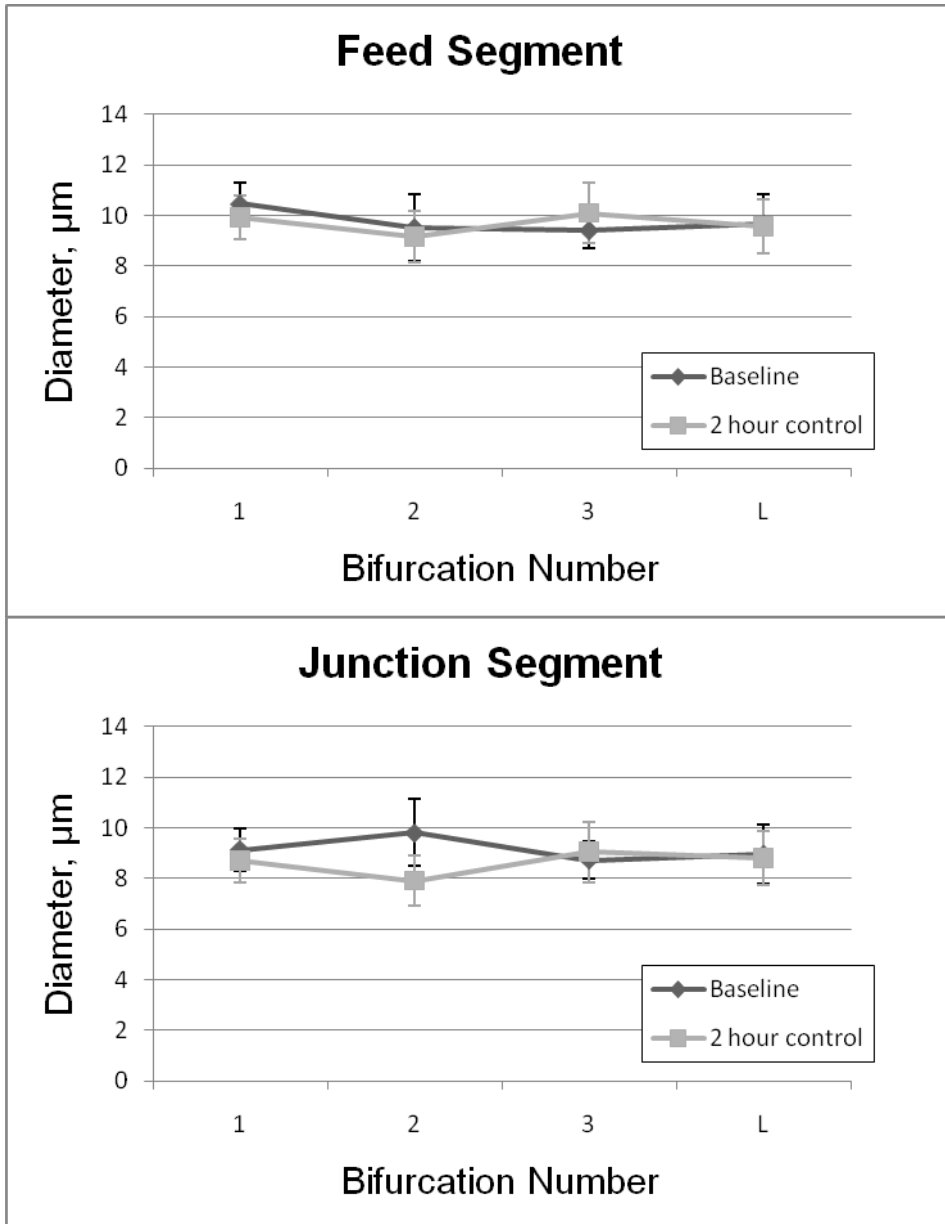 Feed Segment
14
12
10
8
6
4
2
0
Diameter, µm
Baseline
2 hour control
1 2 3 L
Bifurcation Number
Junction Segment
14
12
10
8
6
4
2
0
Diameter, µm
Baseline
2 hour control
1 2 3 L
Bifurcation Number